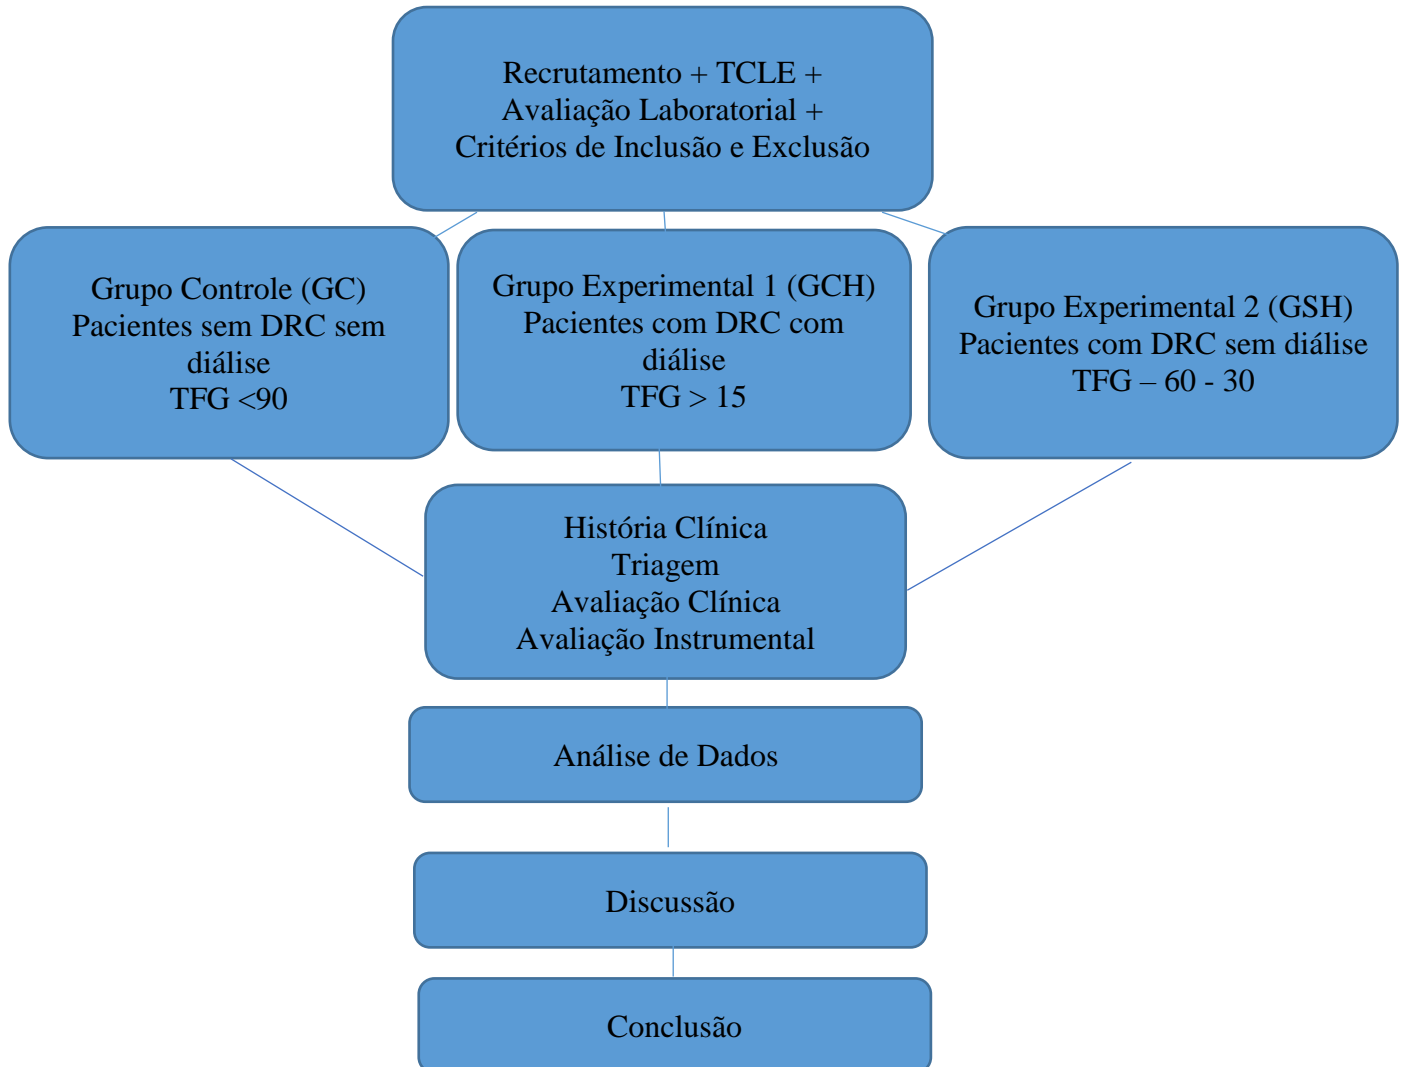 Recrutamento + TCLE +
Avaliação Laboratorial +
Critérios de Inclusão e Exclusão
Grupo Controle (GC)
Pacientes sem DRC sem
diálise
TFG <90
Grupo Experimental 1 (GCH)
Pacientes com DRC com
diálise
TFG > 15
Grupo Experimental 2 (GSH)
Pacientes com DRC sem diálise
TFG – 60 - 30
História Clínica
Triagem
Avaliação Clínica
Avaliação Instrumental
Análise de Dados
Discussão
Conclusão